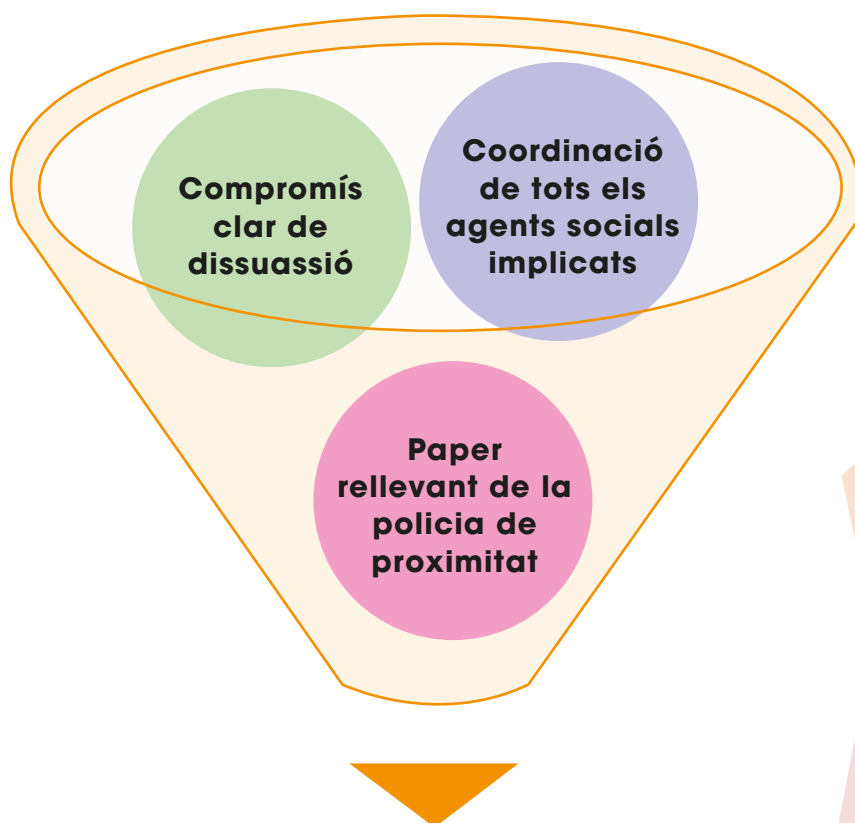 Compromís
clar de
dissuassió
Coordinació
de tots els
agents socials
implicats
Paper
rellevant de la
policia de
proximitat